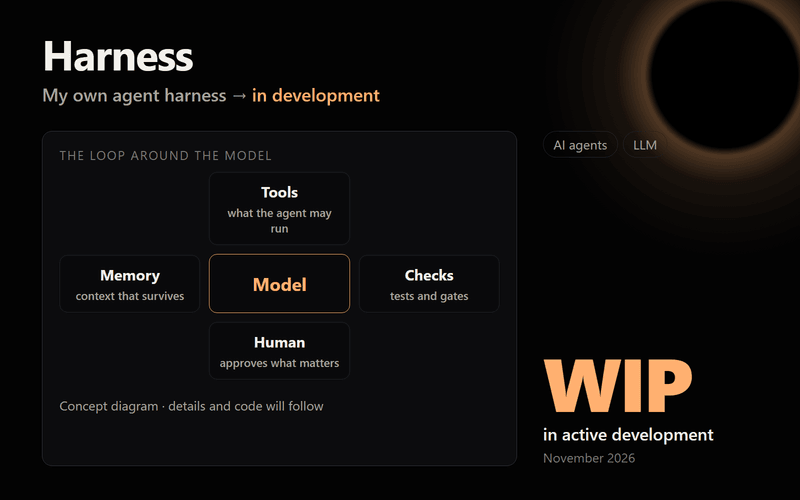 Harness
My own agent harness → in development
THE LOOP AROUND THE MODEL
Tools
what the agent may
run
Memory
context that survives
Model
Checks
tests and gates
Human
approves what matters
Concept diagram · details and code will follow
AI agents
LLM
WIP
in active development
November 2026